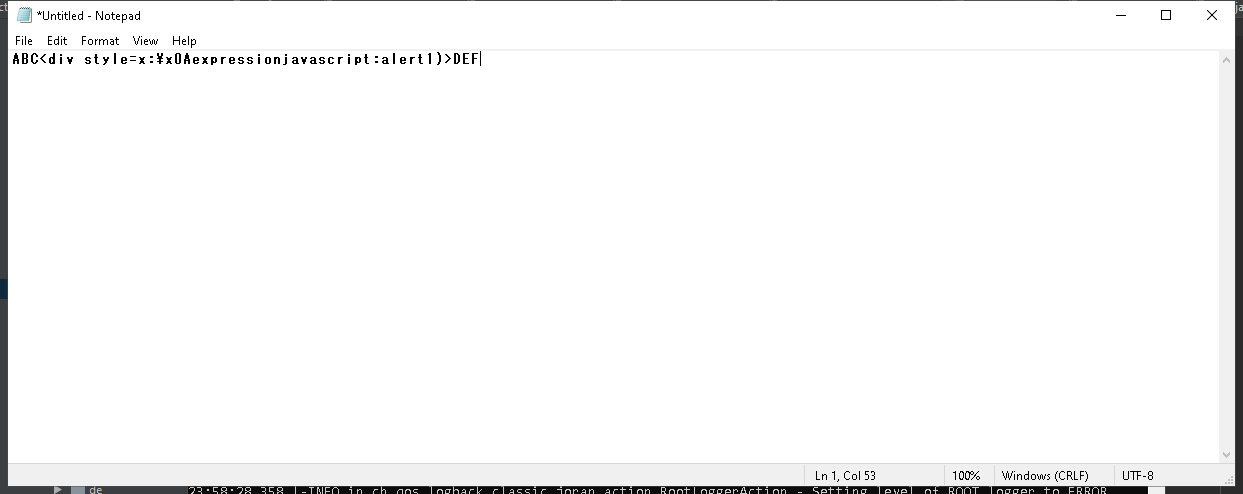 *Untitled - Notepad
File Edit Format View Help
ABC<div style=x:¥x0Aexpressionjavascript:alert1)>DEF
Ln 1, Col 53 100% Windows (CRLF) UTF-8
de 23:58:28,358 |-INFO in ch.qos.logback.classic.joran.action.RootLoggerAction - Setting level of ROOT logger to ERROR